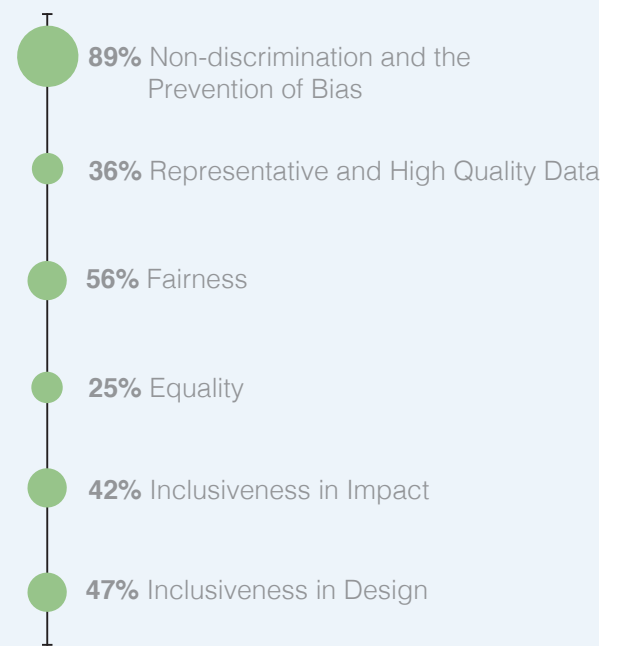 89% Non-discrimination and the
Prevention of Bias
36% Representative and High Quality Data
56% Fairness
25% Equality
42% Inclusiveness in Impact
47% Inclusiveness in Design